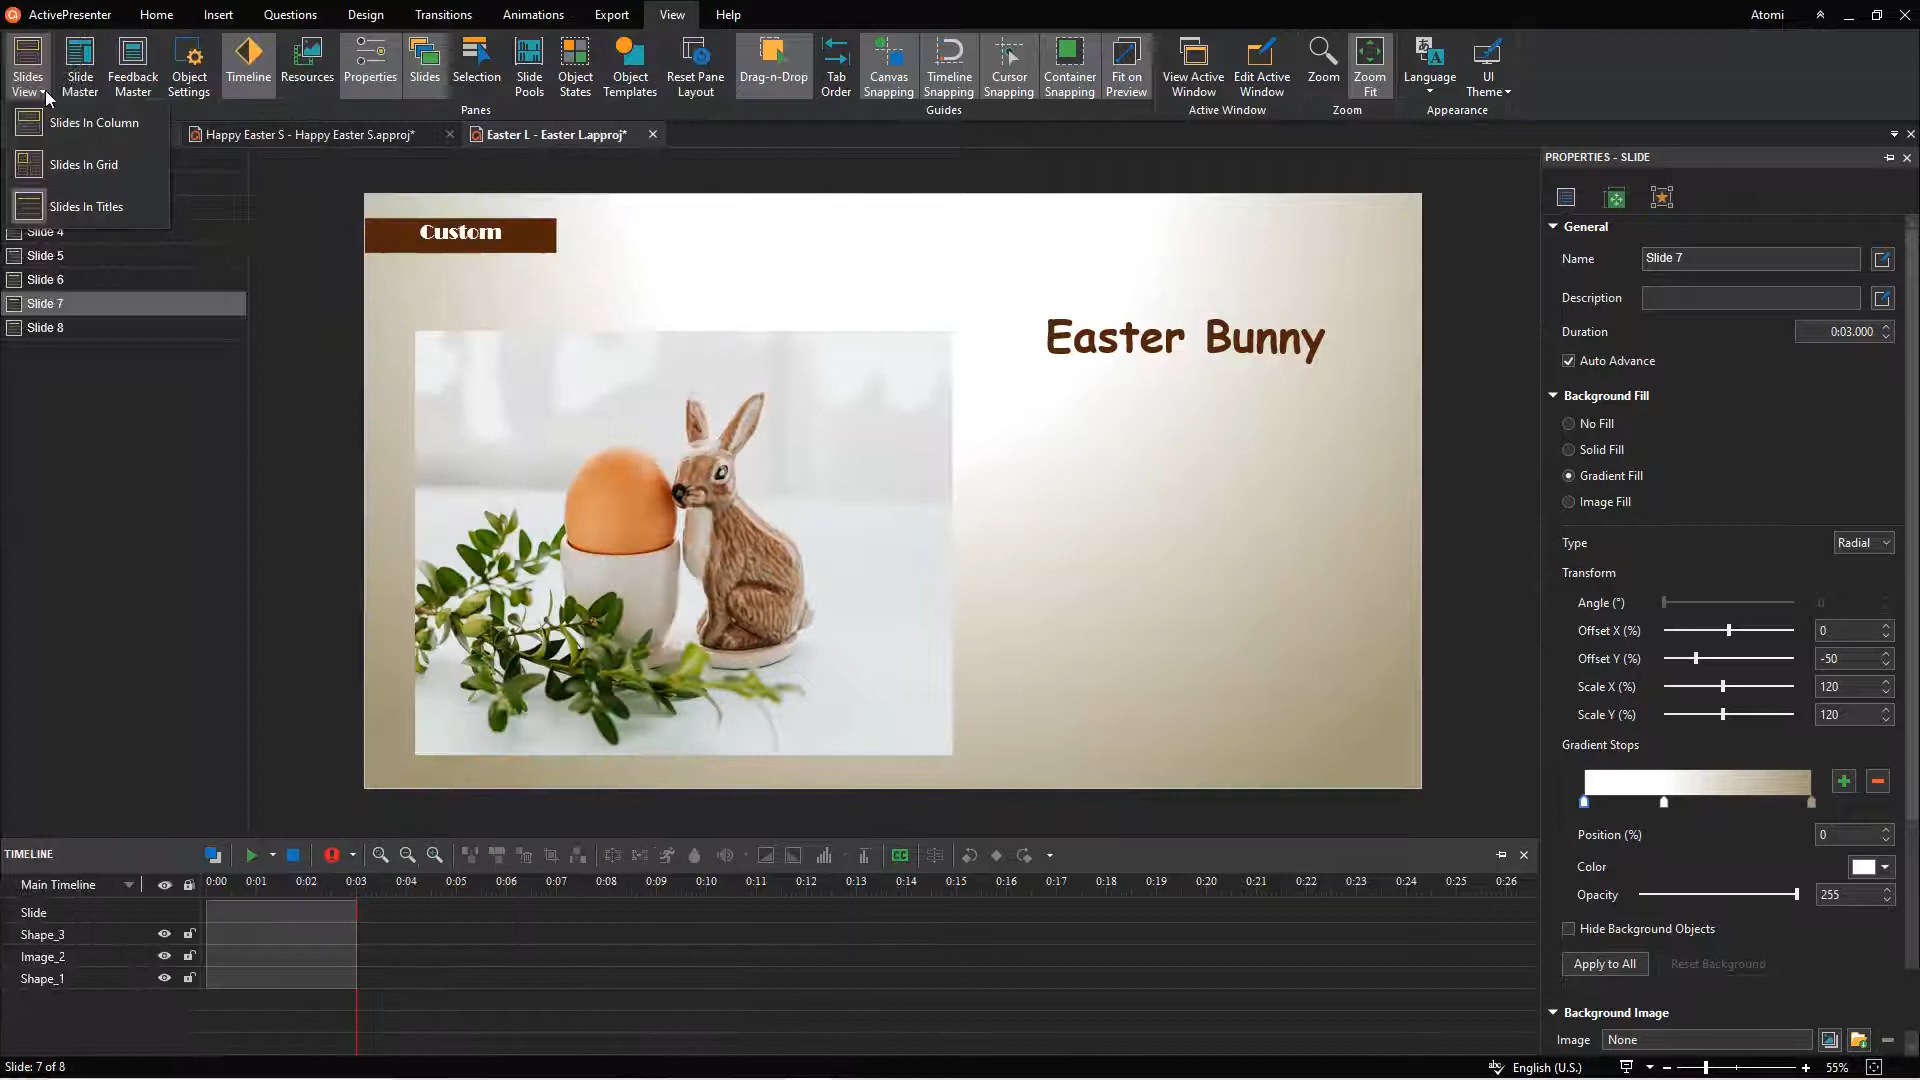 ActivePresenter Home Insert Questions Design Transitions Animations Export View Help Atomi
Slides View
Slide Master
Feedback Master
Object Settings
Timeline
Resources
Properties
Slides
Selection
Slide Pools
Object States
Object Templates
Reset Pane Layout
Drag-n-Drop
Tab Order
Canvas Snapping
Timeline Snapping
Cursor Snapping
Container Snapping
Fit on Preview
View Active Window
Edit Active Window
Zoom
Zoom Fit
Language
UI Theme
Panes Guides Active Window Zoom Appearance
Slides In Column
Slides In Grid
Slides In Titles
Happy Easter S - Happy Easter S.approj*
Easter L - Easter L.approj*
Slide 4
Slide 5
Slide 6
Slide 7
Slide 8
Custom
Easter Bunny
PROPERTIES - SLIDE
General
Name Slide 7
Description
Duration 0:03.000
Auto Advance
Background Fill
No Fill
Solid Fill
Gradient Fill
Image Fill
Type Radial
Transform
Angle (°) 0
Offset X (%) 0
Offset Y (%) -50
Scale X (%) 120
Scale Y (%) 120
Gradient Stops
Position (%) 0
Color
Opacity 255
Hide Background Objects
Apply to All Reset Background
Background Image
Image None
TIMELINE
CC
Main Timeline 0:00 0:01 0:02 0:03 0:04 0:05 0:06 0:07 0:08 0:09 0:10 0:11 0:12 0:13 0:14 0:15 0:16 0:17 0:18 0:19 0:20 0:21 0:22 0:23 0:24 0:25 0:26
Slide
Shape_3
Image_2
Shape_1
Slide: 7 of 8 English (U.S.) 55%